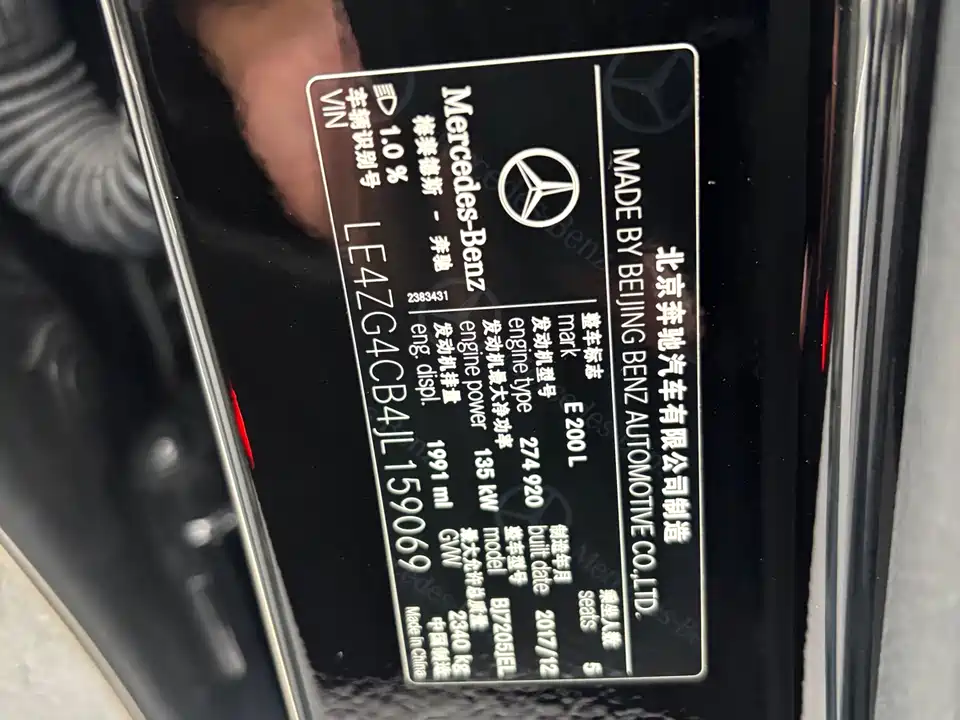 北京奔驰汽车有限公司制造
MADE BY BEIJING BENZ AUTOMOTIVE CO.,LTD.
乘坐人数
seats 5
整车标志
mark E 200 L
制造年月
built date 2017/12
发动机型号
engine type 274 920
整车型号
model BJ7205JEL
发动机最大净功率
engine power 135 kW
最大允许总质量
GVW 2340 kg
发动机排量
eng. displ. 1991 ml
中国制造
Made In China
Mercedes-Benz
梅赛德斯 - 奔驰
2383431
1.0 %
车辆识别号
VIN LE4ZG4CB4JL159069